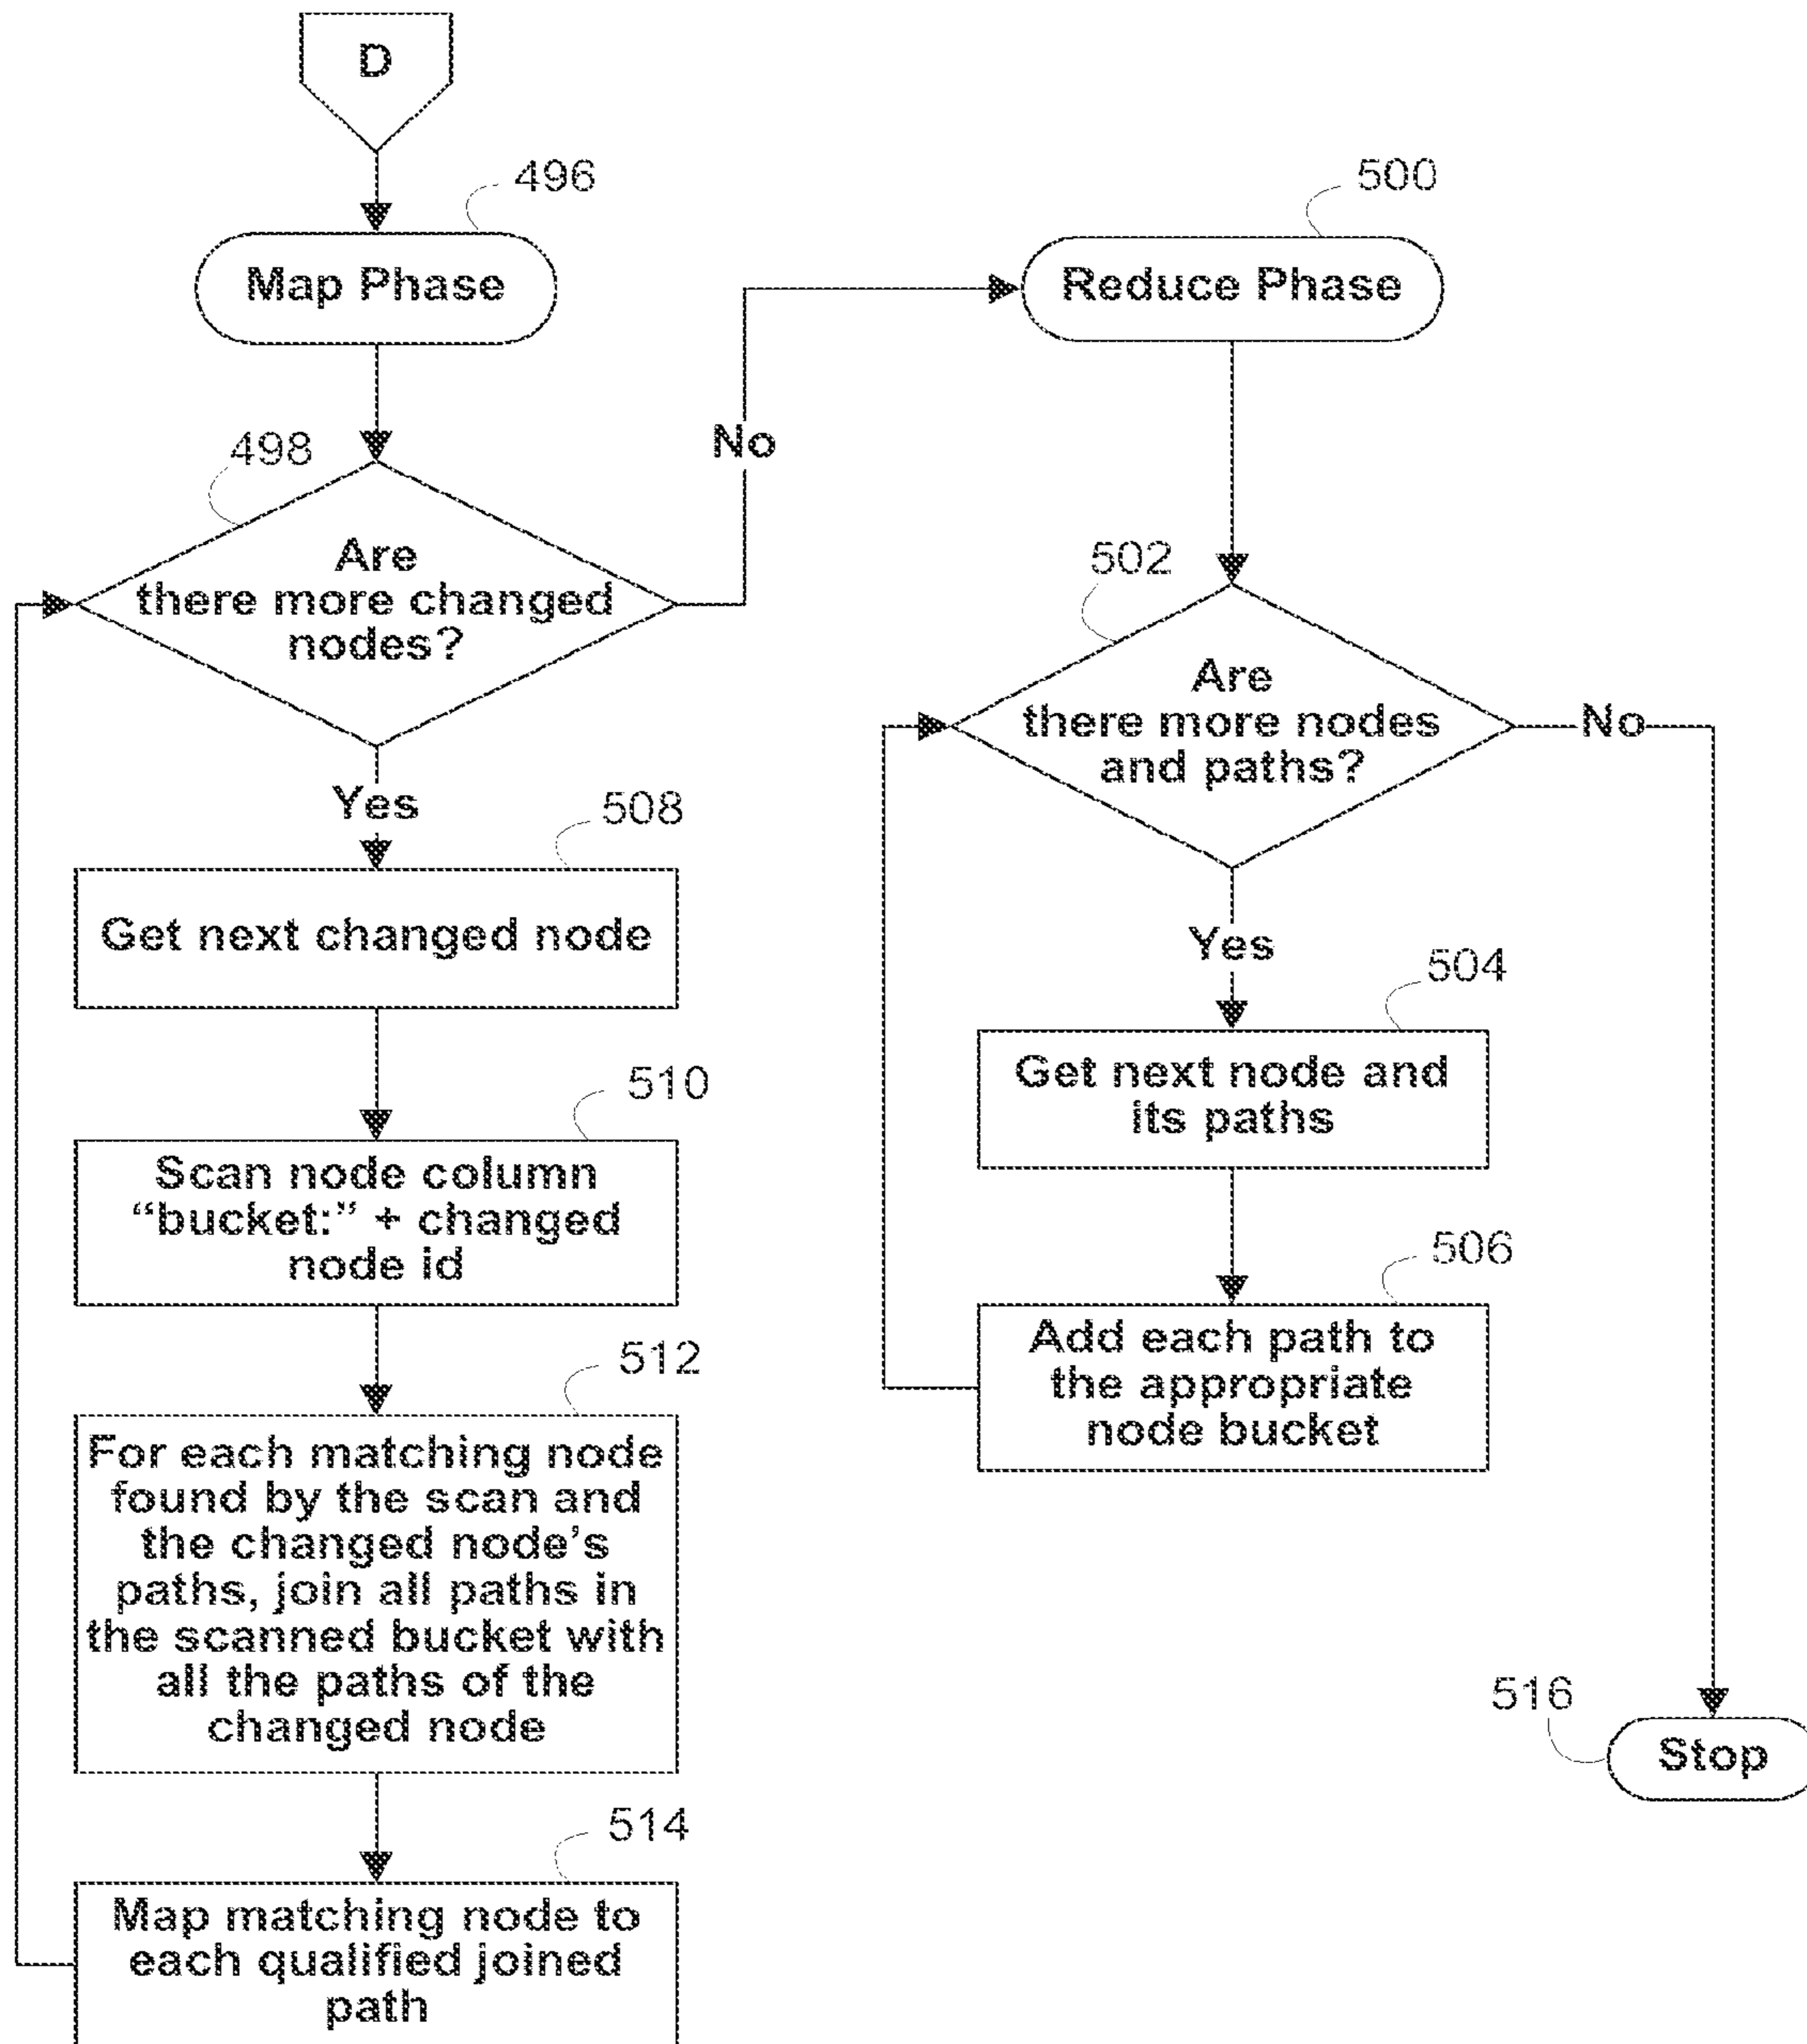 D
496
Map Phase
498
Are
there more changed
nodes?
No
Yes
508
Get next changed node
510
Scan node column
“bucket:” + changed
node id
512
For each matching node
found by the scan and
the changed node’s
paths, join all paths in
the scanned bucket with
all the paths of the
changed node
514
Map matching node to
each qualified joined
path
500
Reduce Phase
502
Are
there more nodes
and paths?
No
Yes
504
Get next node and
its paths
506
Add each path to
the appropriate
node bucket
516
Stop